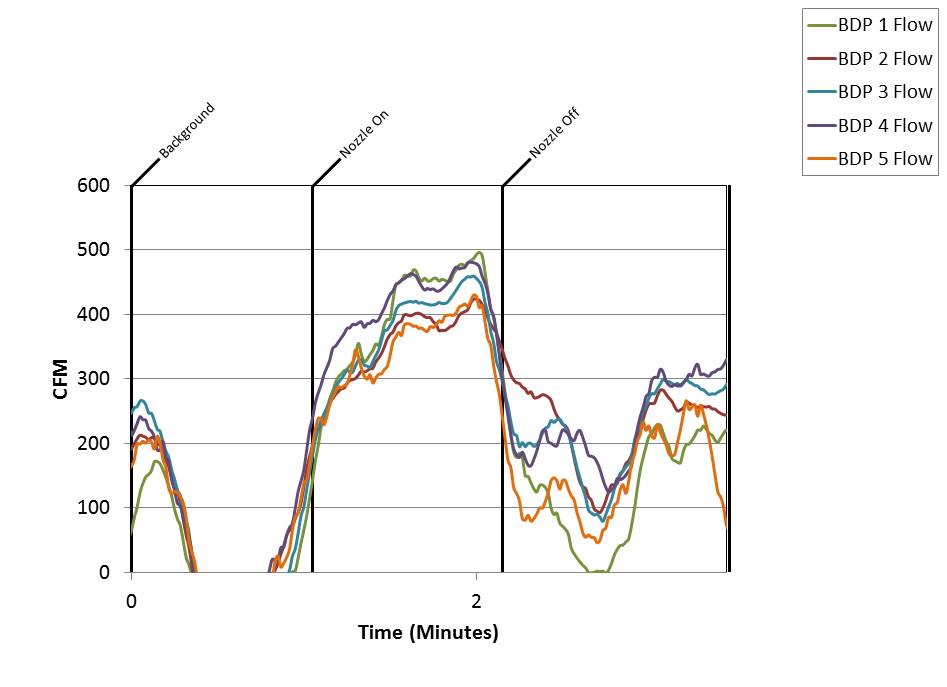 BDP 1 Flow
BDP 2 Flow
BDP 3 Flow
BDP 4 Flow
BDP 5 Flow
Background
Nozzle On
Nozzle Off
600
500
400
300
200
100
0
CFM
0
2
Time (Minutes)